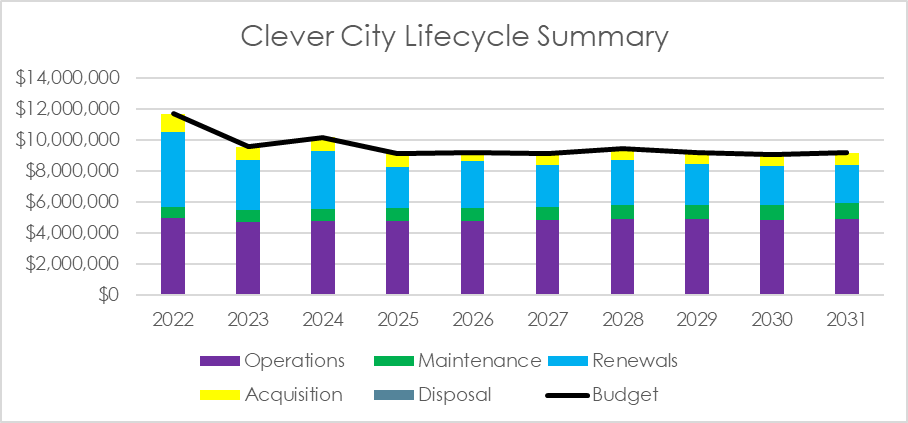 Clever City Lifecycle Summary
$14,000,000
$12,000,000
$10,000,000
$8,000,000
$6,000,000
$4,000,000
$2,000,000
$0
2022 2023 2024 2025 2026 2027 2028 2029 2030 2031
Operations Maintenance Renewals
Acquisition Disposal Budget